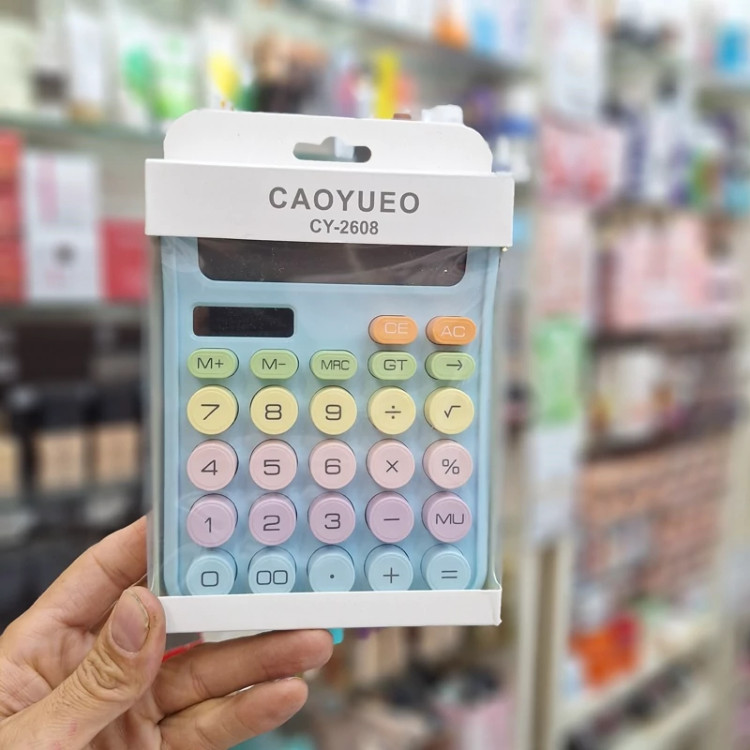 CAOYUEO
CY-2608
CE AC
M+ M- MRC GT →
7 8 9 ÷ √
4 5 6 × %
1 2 3 − MU
0 00 · + =